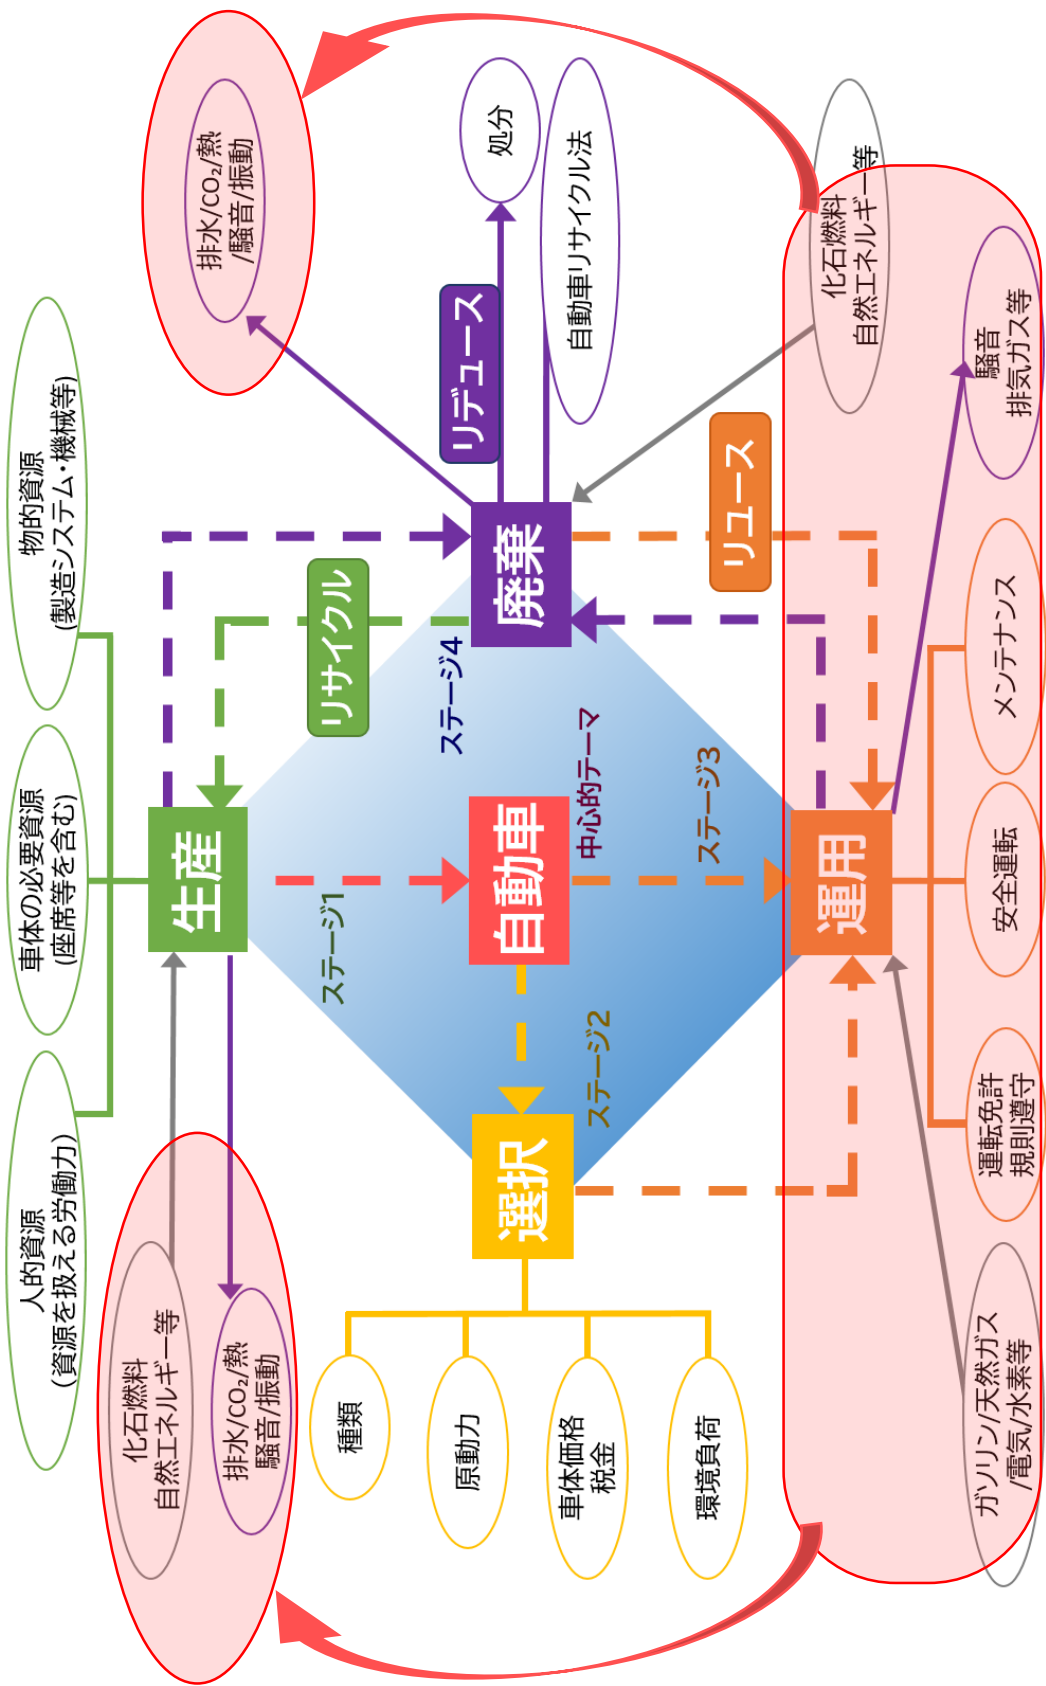 人的資源
(資源を扱える労働力)
車体の必要資源
(座席等を含む)
物的資源
(製造システム・機械等)
化石燃料
自然エネルギー等
排水/CO₂/熱
騒音/振動
生産
排水/CO₂/熱
/騒音/振動
ステージ1
リサイクル
種類
原動力
車体価格
税金
環境負荷
選択
ステージ2
自動車
中心的テーマ
ステージ4
廃棄
リデュース
処分
自動車リサイクル法
ステージ3
リユース
化石燃料
自然エネルギー等
運用
ガソリン/天然ガス
/電気/水素等
運転免許
規則遵守
安全運転
メンテナンス
騒音
排気ガス等